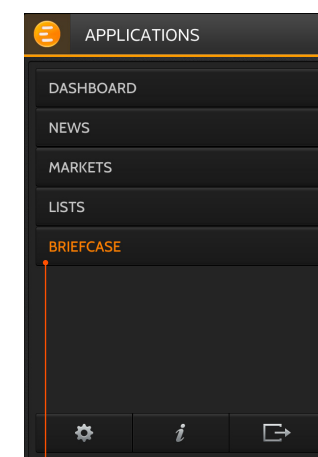 APPLICATIONS
DASHBOARD
NEWS
MARKETS
LISTS
BRIEFCASE